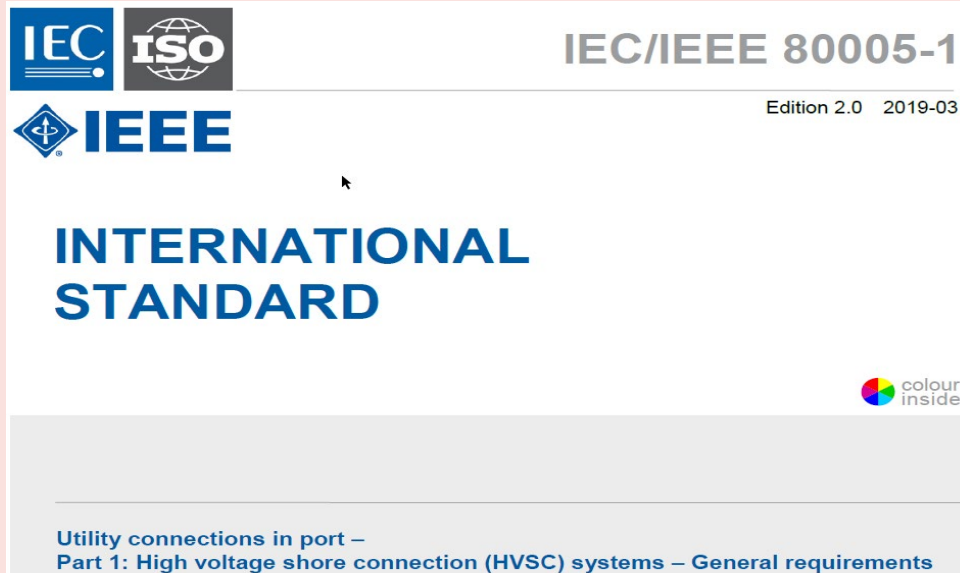 IEC
ISO
IEEE
IEC/IEEE 80005-1
Edition 2.0 2019-03
INTERNATIONAL
STANDARD
colour
inside
Utility connections in port –
Part 1: High voltage shore connection (HVSC) systems – General requirements